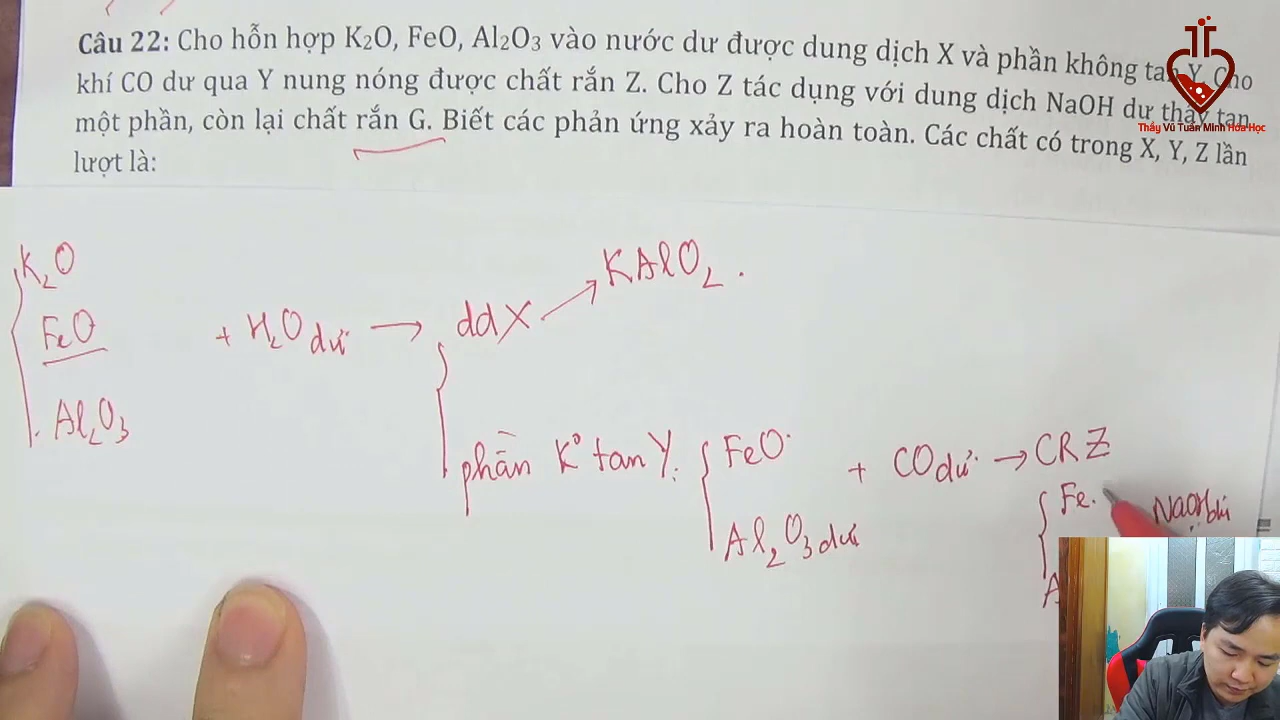 Câu 22: Cho hỗn hợp K2O, FeO, Al2O3 vào nước dư được dung dịch X và phần không tan Y. Cho
khí CO dư qua Y nung nóng được chất rắn Z. Cho Z tác dụng với dung dịch NaOH dư thấy tan
một phần, còn lại chất rắn G. Biết các phản ứng xảy ra hoàn toàn. Các chất có trong X, Y, Z lần
lượt là:
Thầy Vũ Tuấn Minh Hóa Học
K2O
FeO + H2O dư → ddX → KAlO2.
Al2O3
phần K° tan Y: FeO + CO dư → CR Z
Al2O3 dư
Fe. NaOH dư
A